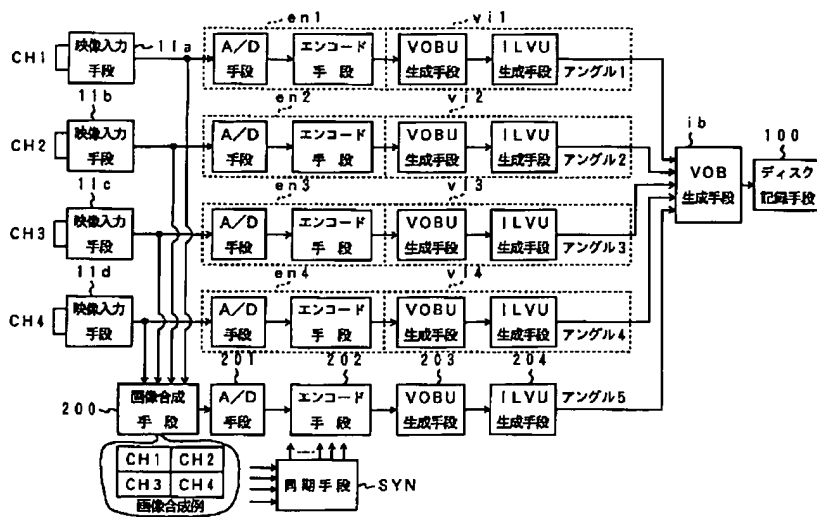 en1
vi1
11a
CH1
映像入力
手段
A/D
手段
エンコード
手 段
VOBU
生成手段
ILVU
生成手段
アングル1
11b
en2
vi2
CH2
映像入力
手段
A/D
手段
エンコード
手 段
VOBU
生成手段
ILVU
生成手段
アングル2
ib
100
VOB
生成手段
ディスク
記録手段
11c
en3
vi3
CH3
映像入力
手段
A/D
手段
エンコード
手 段
VOBU
生成手段
ILVU
生成手段
アングル3
11d
en4
vi4
CH4
映像入力
手段
A/D
手段
エンコード
手 段
VOBU
生成手段
ILVU
生成手段
アングル4
201
202
203
204
200
画像合成
手 段
A/D
手段
エンコード
手 段
VOBU
生成手段
ILVU
生成手段
アングル5
CH1 CH2
CH3 CH4
画像合成例
同期手段
SYN